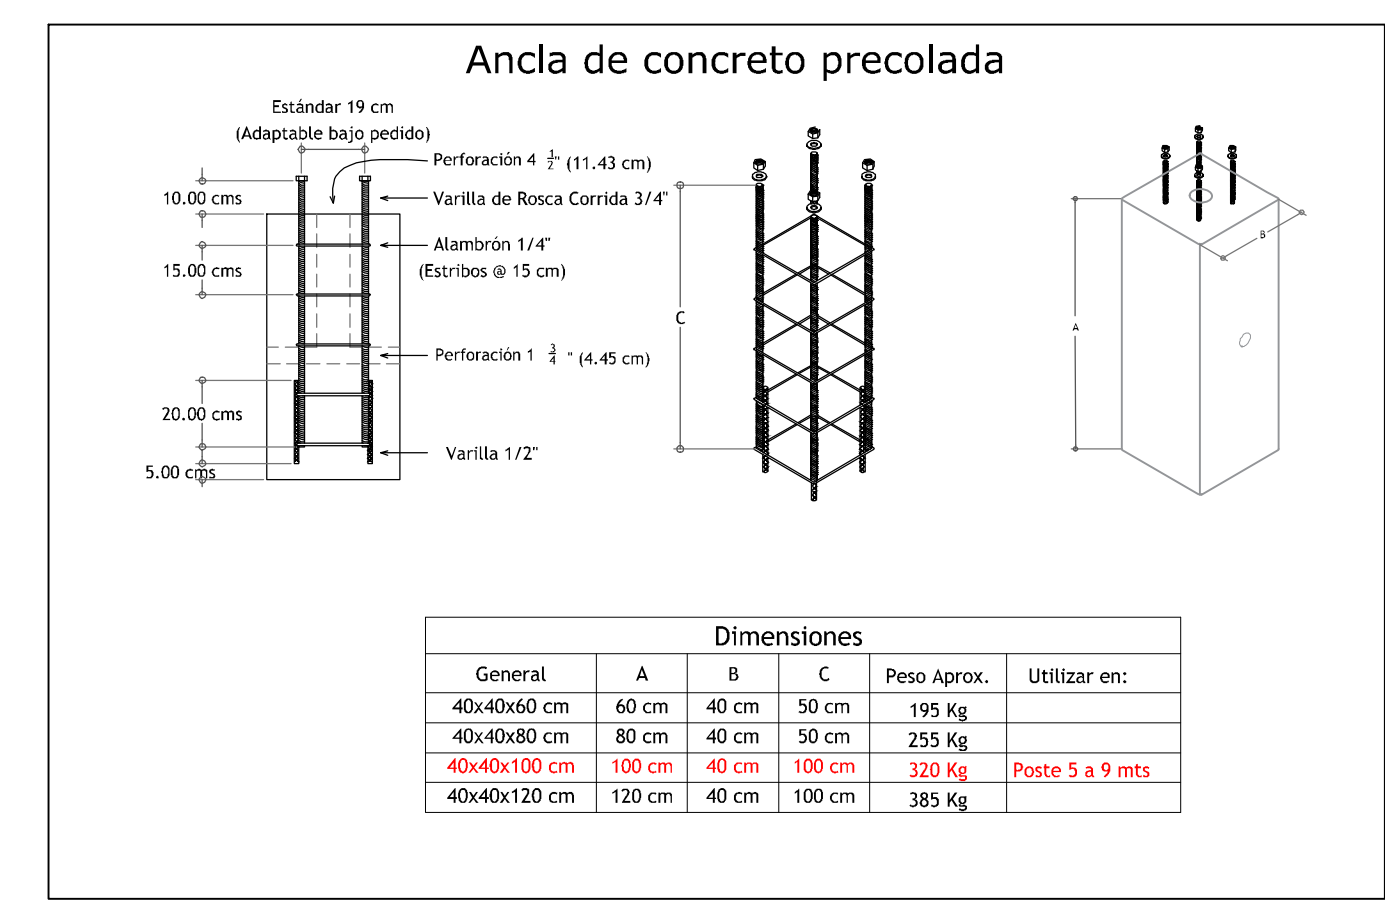 Ancla de concreto precolada
Estándar 19 cm
(Adaptable bajo pedido)
Perforación 4 1/2" (11.43 cm)
10.00 cms
Varilla de Rosca Corrida 3/4"
Alambrón 1/4"
15.00 cms
(Estribos @ 15 cm)
Perforación 1 3/4 " (4.45 cm)
20.00 cms
Varilla 1/2"
5.00 cms
C
A
B
Dimensiones
General A B C Peso Aprox. Utilizar en:
40x40x60 cm 60 cm 40 cm 50 cm 195 Kg
40x40x80 cm 80 cm 40 cm 50 cm 255 Kg
40x40x100 cm 100 cm 40 cm 100 cm 320 Kg Poste 5 a 9 mts
40x40x120 cm 120 cm 40 cm 100 cm 385 Kg